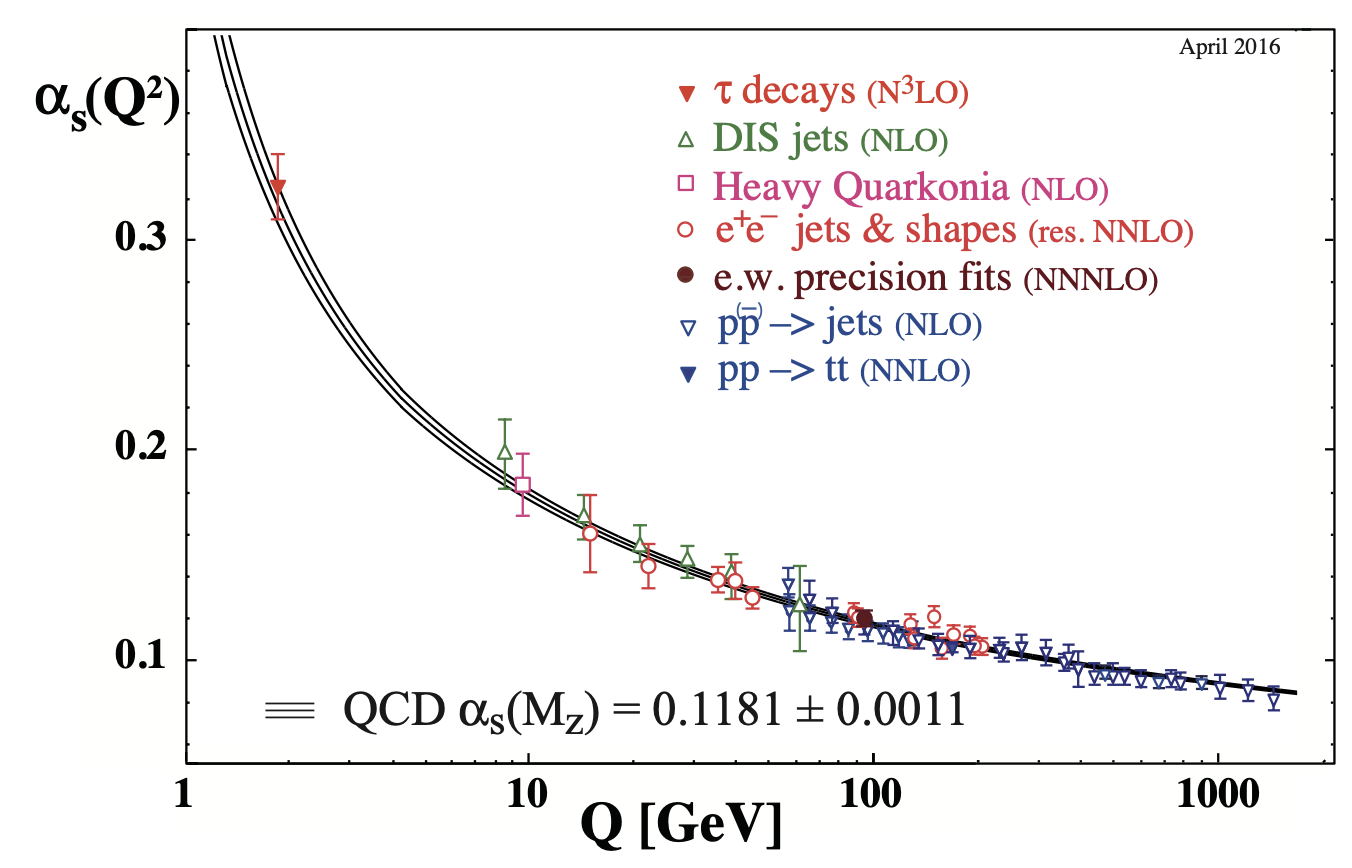 April 2016
αs(Q²)
τ decays (N³LO)
DIS jets (NLO)
Heavy Quarkonia (NLO)
e⁺e⁻ jets & shapes (res. NNLO)
e.w. precision fits (NNNLO)
pp(–) –> jets (NLO)
pp –> tt (NNLO)
0.3
0.2
0.1
QCD αs(Mz) = 0.1181 ± 0.0011
1 10 100 1000
Q [GeV]